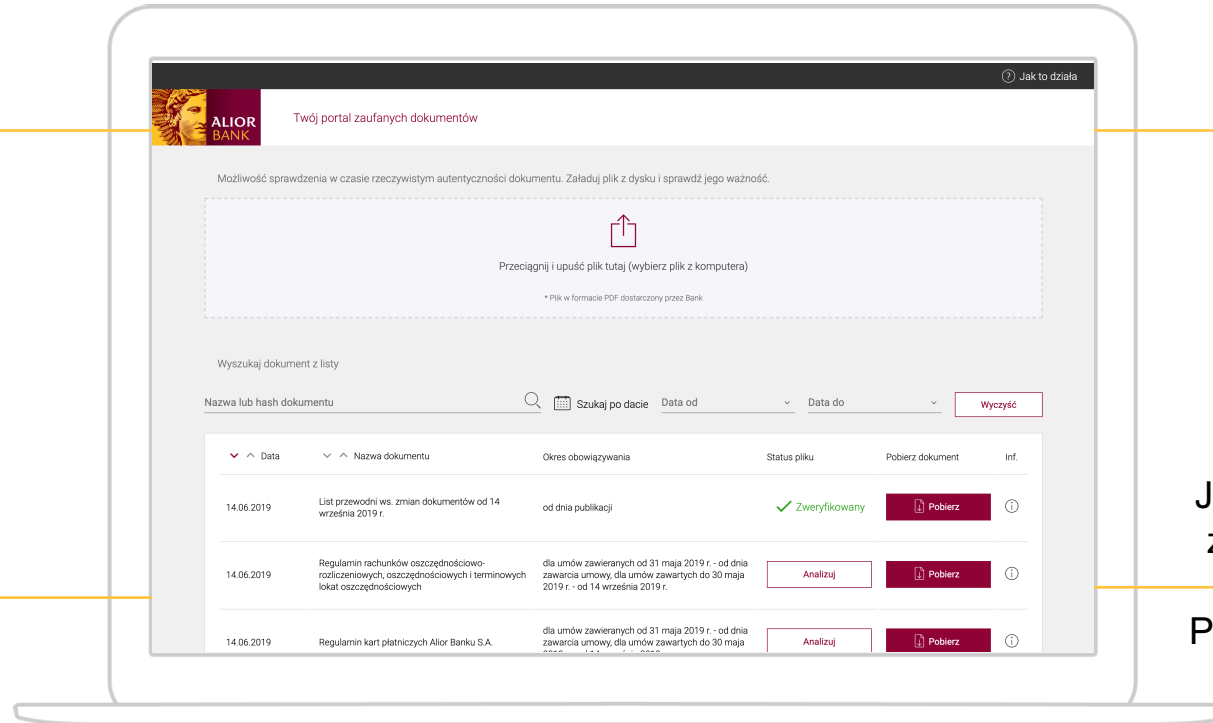 Jak to działa
ALIOR
BANK
Twój portal zaufanych dokumentów
Możliwość sprawdzenia w czasie rzeczywistym autentyczności dokumentu. Załaduj plik z dysku i sprawdź jego ważność.
Przeciągnij i upuść plik tutaj (wybierz plik z komputera)
* Plik w formacie PDF dostarczony przez Bank
Wyszukaj dokument z listy
Nazwa lub hash dokumentu
Szukaj po dacie
Data od
Data do
Wyczyść
Data
Nazwa dokumentu
Okres obowiązywania
Status pliku
Pobierz dokument
Inf.
14.06.2019
List przewodni ws. zmian dokumentów od 14
września 2019 r.
od dnia publikacji
Zweryfikowany
Pobierz
14.06.2019
Regulamin rachunków oszczędnościowo-
rozliczeniowych, oszczędnościowych i terminowych
lokat oszczędnościowych
dla umów zawieranych od 31 maja 2019 r. - od dnia
zawarcia umowy, dla umów zawartych do 30 maja
2019 r. - od 14 września 2019 r.
Analizuj
Pobierz
14.06.2019
Regulamin kart płatniczych Alior Banku S.A.
dla umów zawieranych od 31 maja 2019 r. - od dnia
zawarcia umowy, dla umów zawartych do 30 maja
Analizuj
Pobierz
J
z
P